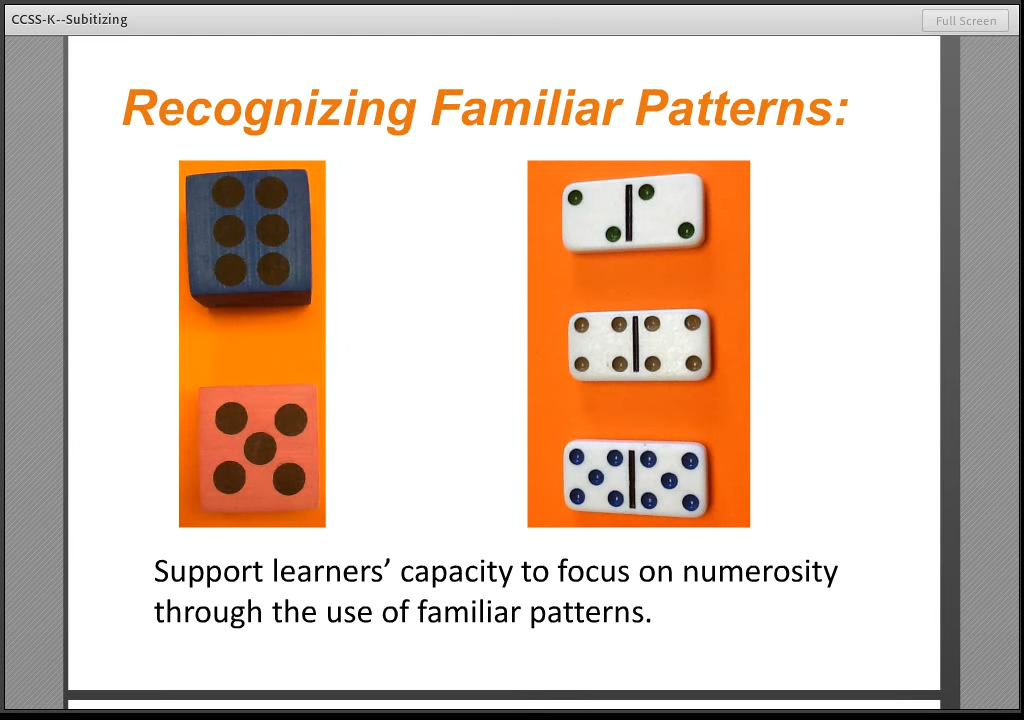 CCSS-K--Subitizing
Full Screen
Recognizing Familiar Patterns:
Support learners’ capacity to focus on numerosity
through the use of familiar patterns.